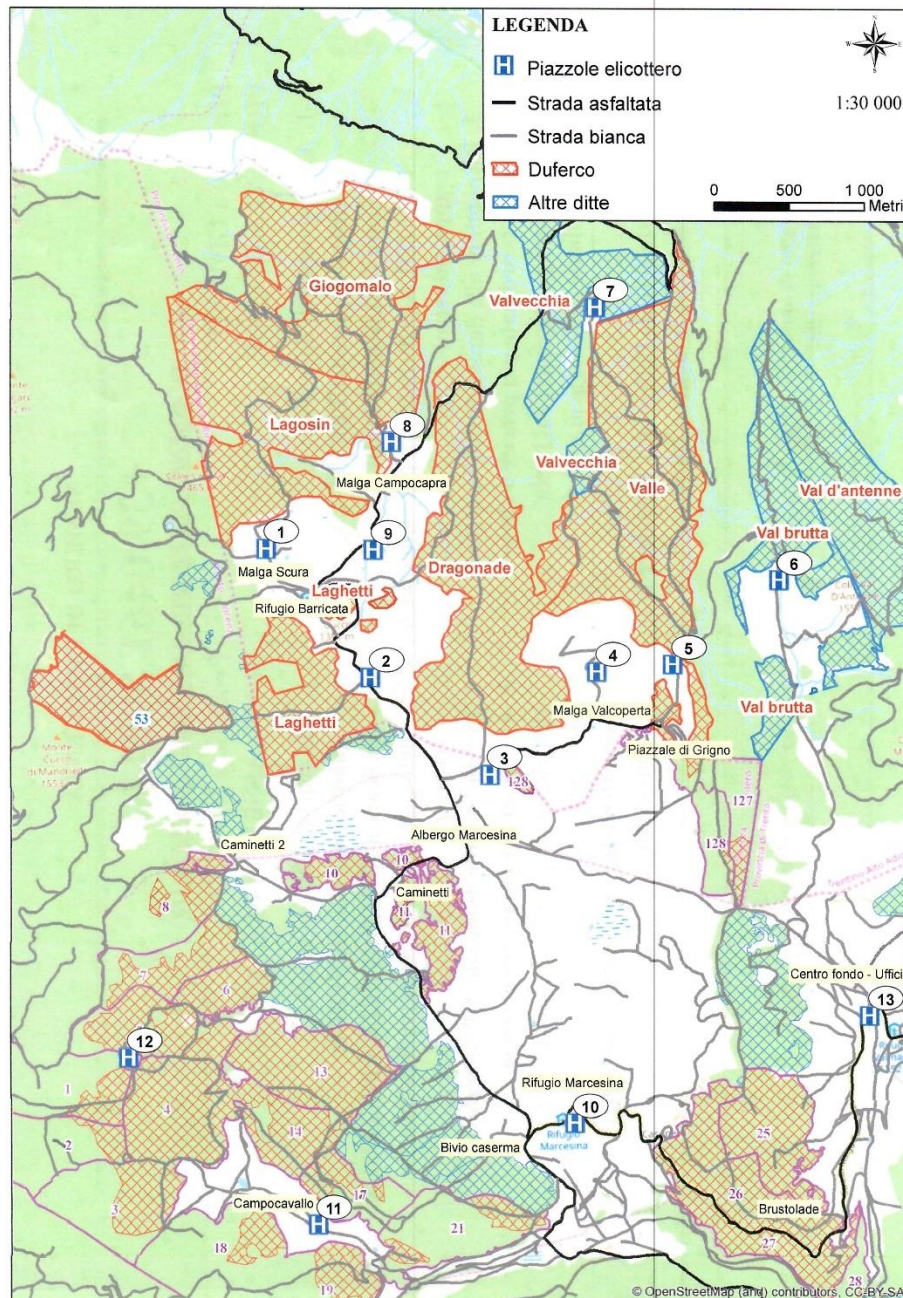 LEGENDA
N
W
E
S
Piazzole elicottero
Strada asfaltata
1:30 000
Strada bianca
Duferco
0 500 1 000
Altre ditte
Metri
Giogomalo
Valvecchia
7
Lagosin
8
Valvecchia
Valle
Malga Campocapra
Val d'antenne
1
9
Val brutta
Malga Scura
Dragonade
6
Laghetti
Rifugio Barricata
2
4
5
Malga Valcoperta
Val brutta
53
Laghetti
Piazzale di Grigno
3
128
127
Albergo Marcesina
128
Caminetti 2
10
10
Caminetti
8
11
11
7
6
Centro fondo - Uffici
13
12
13
1
4
Rifugio Marcesina
10
25
2
14
Bivio caserma
Rifugio
Marcesina
26
Brustolade
3
Campocavallo
17
11
21
18
27
19
28
© OpenStreetMap (and) contributors, CC-BY-SA